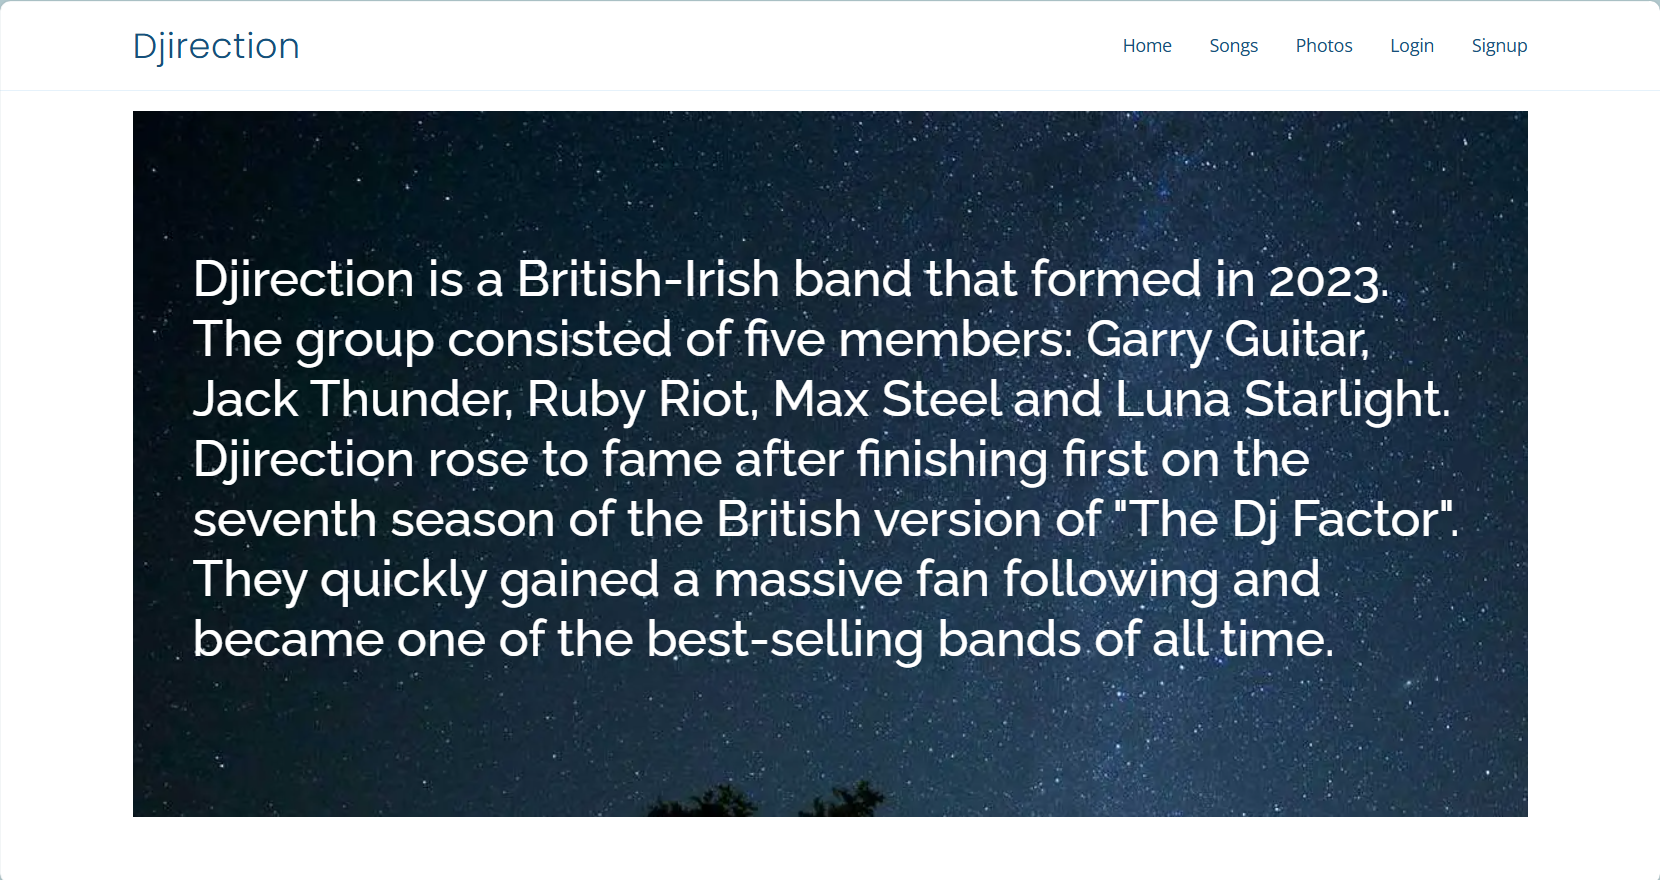 Djirection
Home Songs Photos Login Signup
Djirection is a British-Irish band that formed in 2023.
The group consisted of five members: Garry Guitar,
Jack Thunder, Ruby Riot, Max Steel and Luna Starlight.
Djirection rose to fame after finishing first on the
seventh season of the British version of "The Dj Factor".
They quickly gained a massive fan following and
became one of the best-selling bands of all time.